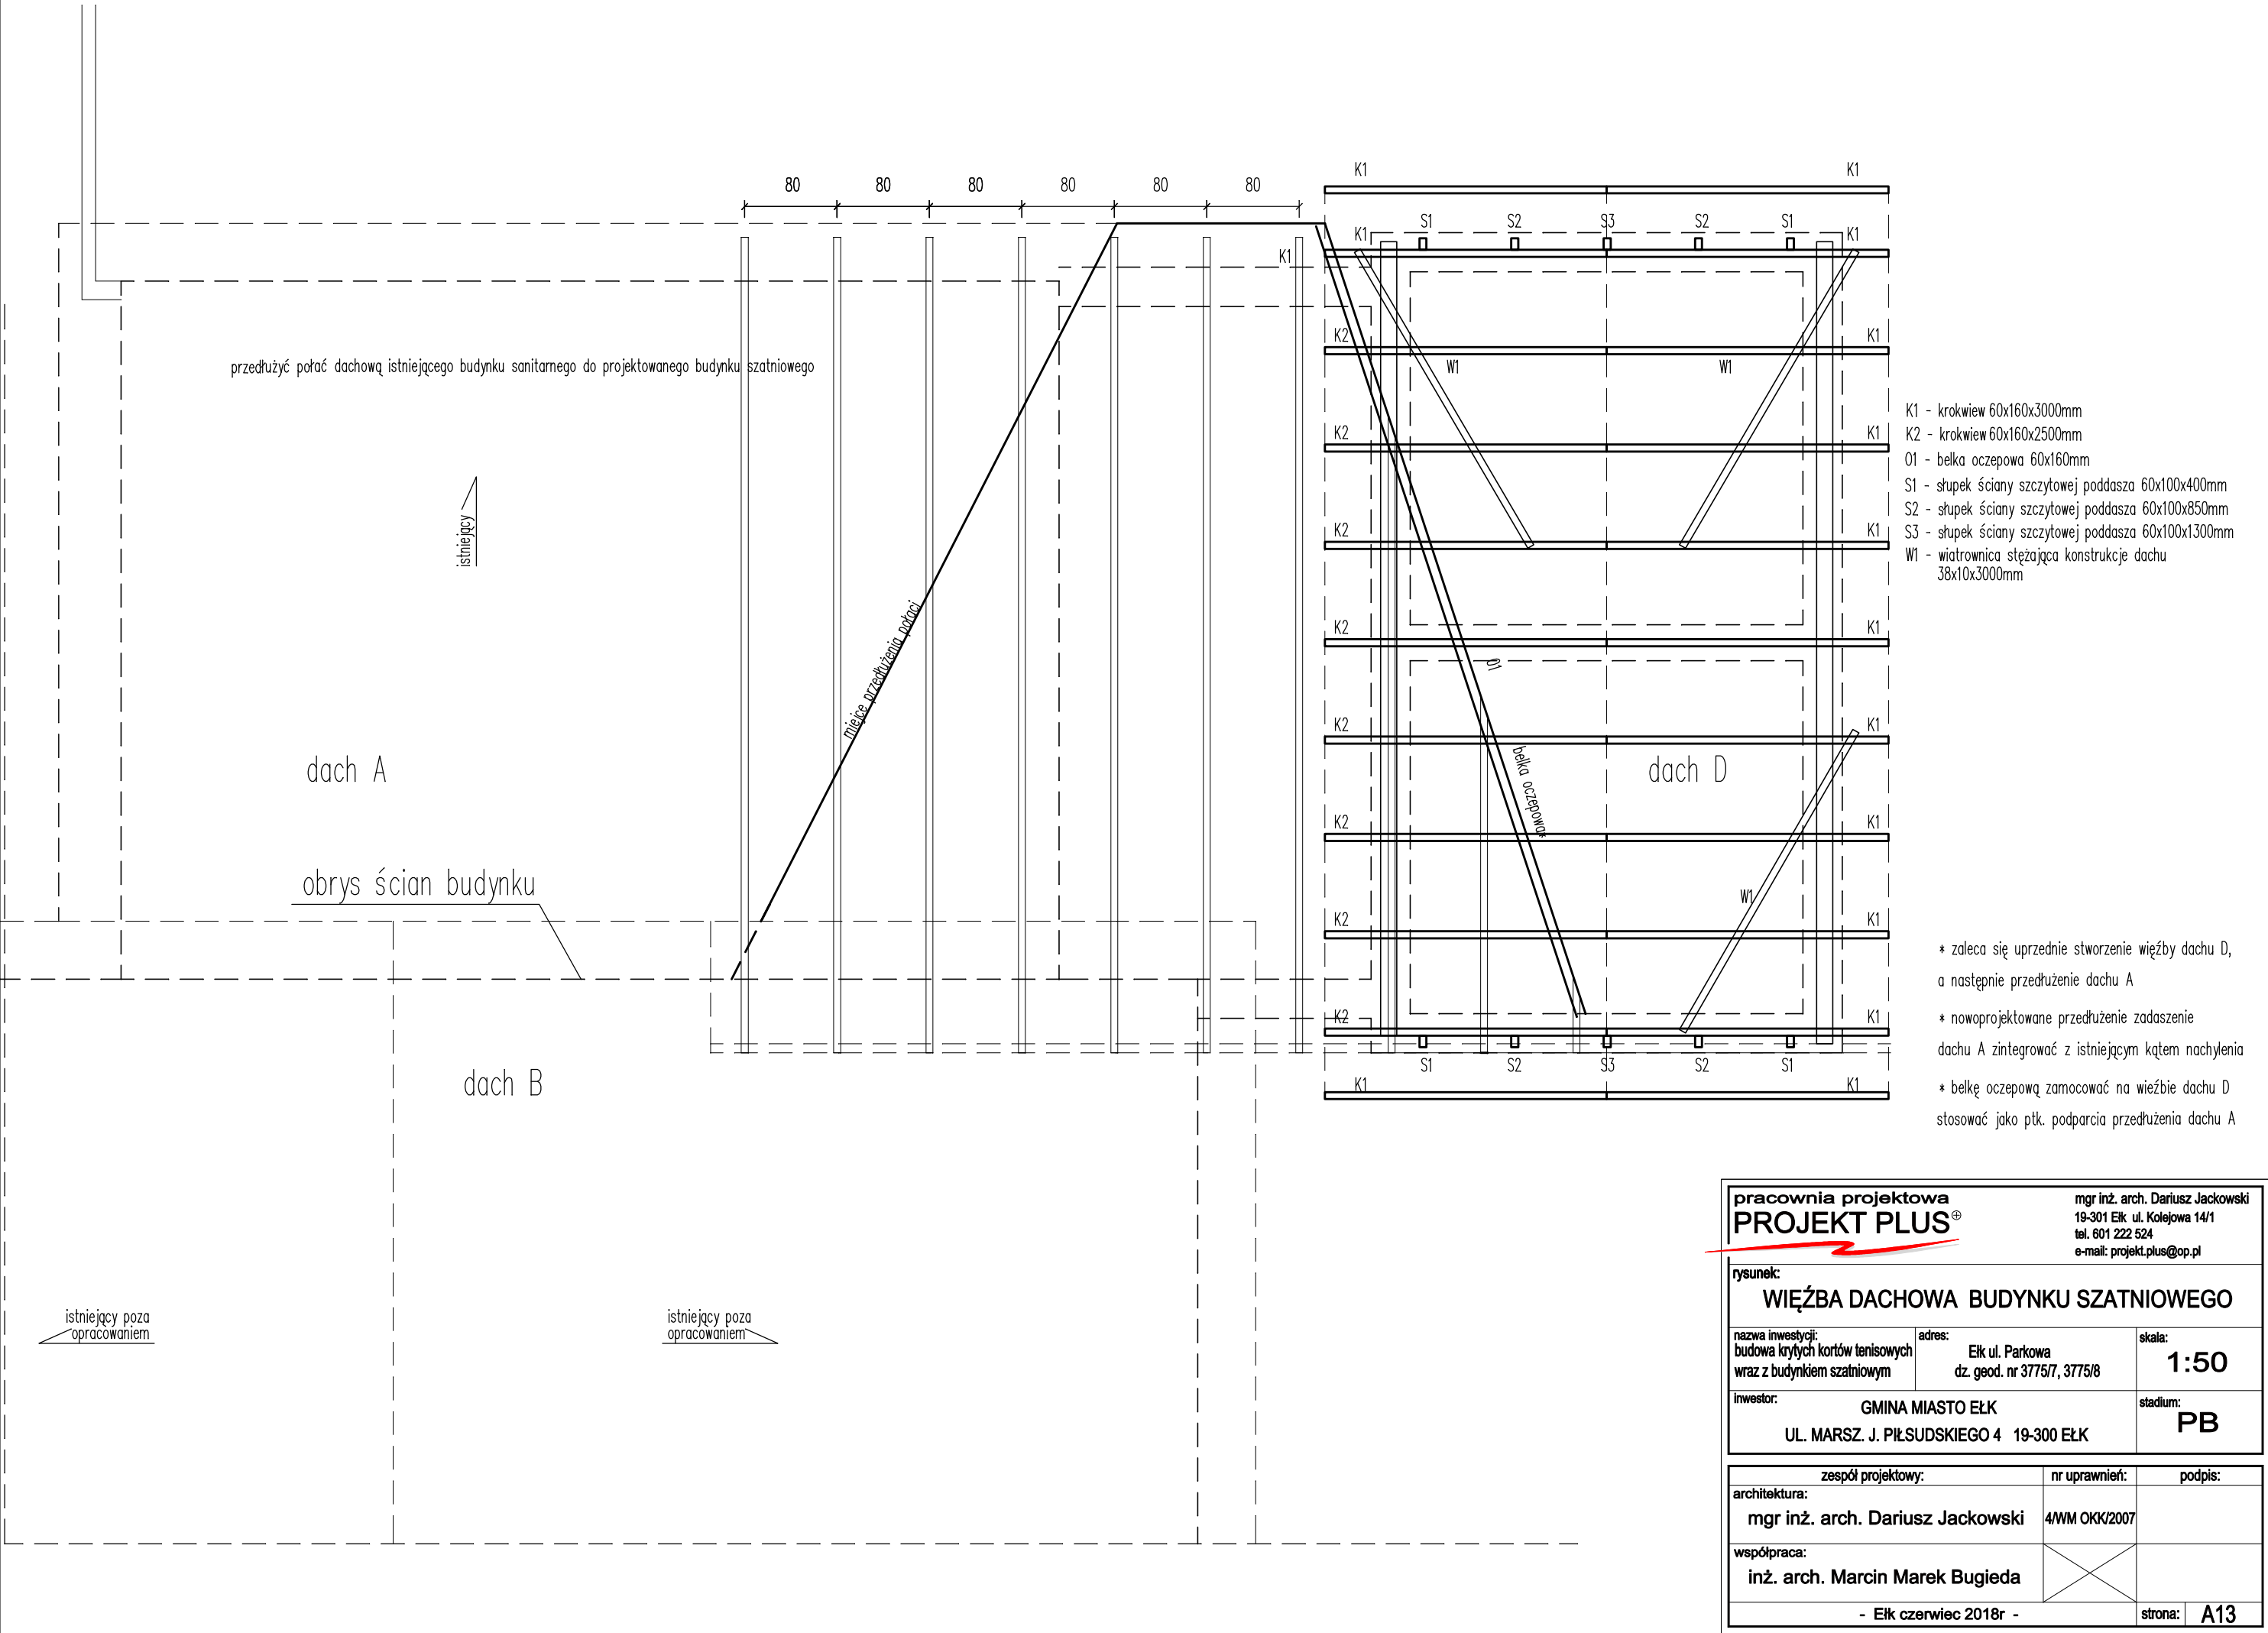 80 80 80 80 80 80
K1 K1
S1 S2 S3 S2 S1
K1 K1
K1
K2 K1
W1 W1
przedłużyć połać dachową istniejącego budynku sanitarnego do projektowanego budynku szatniowego
K2 K1
K2 K1
istniejący
miejce przedłużenia połaci
K2 K1
O1
K2 K1
belka oczepowa*
dach A
dach D
K2 K1
obrys ścian budynku
W1
K2 K1
K2 K1
S1 S2 S3 S2 S1
K1 K1
dach B
K1 - krokwiew 60x160x3000mm
K2 - krokwiew 60x160x2500mm
O1 - belka oczepowa 60x160mm
S1 - słupek ściany szczytowej poddasza 60x100x400mm
S2 - słupek ściany szczytowej poddasza 60x100x850mm
S3 - słupek ściany szczytowej poddasza 60x100x1300mm
W1 - wiatrownica stężająca konstrukcje dachu
38x10x3000mm
* zaleca się uprzednie stworzenie więźby dachu D,
a następnie przedłużenie dachu A
* nowoprojektowane przedłużenie zadaszenie
dachu A zintegrować z istniejącym kątem nachylenia
* belkę oczepową zamocować na wieźbie dachu D
stosować jako ptk. podparcia przedłużenia dachu A
istniejący poza
opracowaniem
istniejący poza
opracowaniem
pracownia projektowa
PROJEKT PLUS
mgr inż. arch. Dariusz Jackowski
19-301 Ełk ul. Kolejowa 14/1
tel. 601 222 524
e-mail: projekt.plus@op.pl
rysunek:
WIĘŹBA DACHOWA BUDYNKU SZATNIOWEGO
nazwa inwestycji:
budowa krytych kortów tenisowych
wraz z budynkiem szatniowym
adres:
Ełk ul. Parkowa
dz. geod. nr 3775/7, 3775/8
skala:
1:50
inwestor:
GMINA MIASTO EŁK
UL. MARSZ. J. PIŁSUDSKIEGO 4 19-300 EŁK
stadium:
PB
zespół projektowy: nr uprawnień: podpis:
architektura:
mgr inż. arch. Dariusz Jackowski 4/WM OKK/2007
współpraca:
inż. arch. Marcin Marek Bugieda
- Ełk czerwiec 2018r -
strona: A13